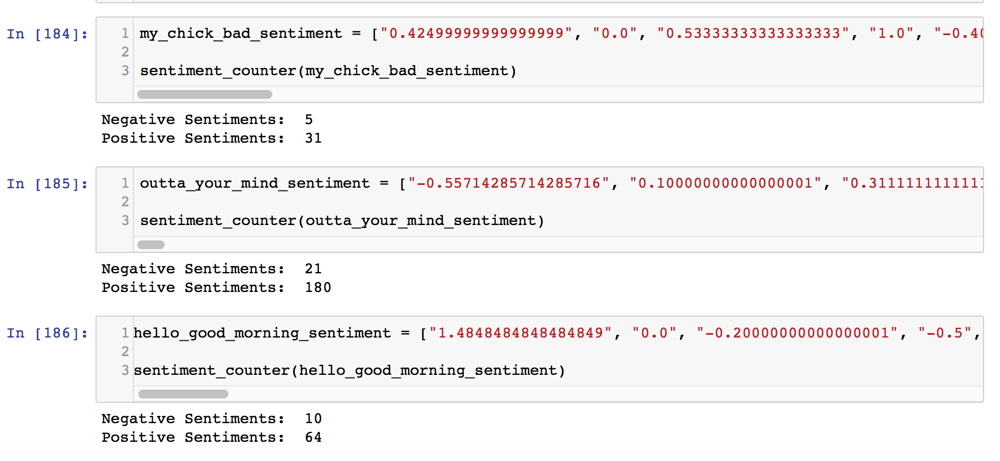 In [184]:
1 my_chick_bad_sentiment = ["0.42499999999999999", "0.0", "0.53333333333333333", "1.0", "-0.40
2
3 sentiment_counter(my_chick_bad_sentiment)
Negative Sentiments:  5
Positive Sentiments:  31
In [185]:
1 outta_your_mind_sentiment = ["-0.55714285714285716", "0.10000000000000001", "0.3111111111111
2
3 sentiment_counter(outta_your_mind_sentiment)
Negative Sentiments:  21
Positive Sentiments:  180
In [186]:
1 hello_good_morning_sentiment = ["1.4848484848484849", "0.0", "-0.20000000000000001", "-0.5",
2
3 sentiment_counter(hello_good_morning_sentiment)
Negative Sentiments:  10
Positive Sentiments:  64